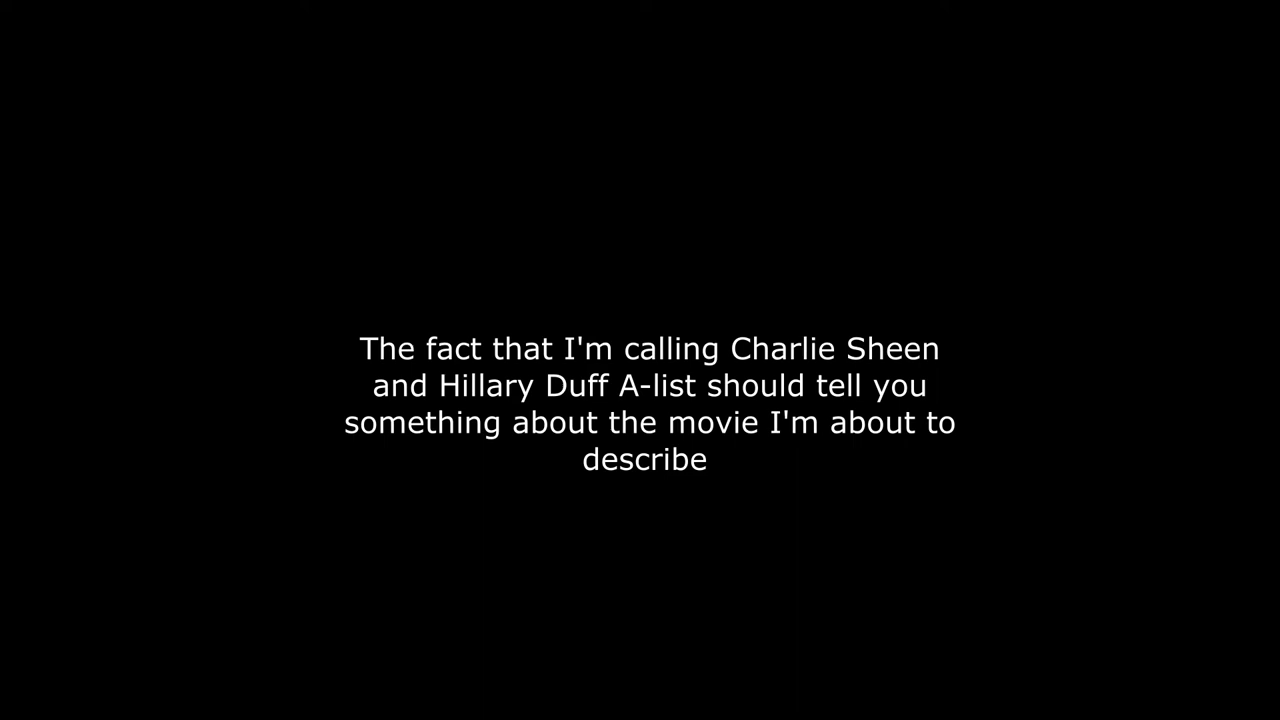 The fact that I'm calling Charlie Sheen
and Hillary Duff A-list should tell you
something about the movie I'm about to
describe